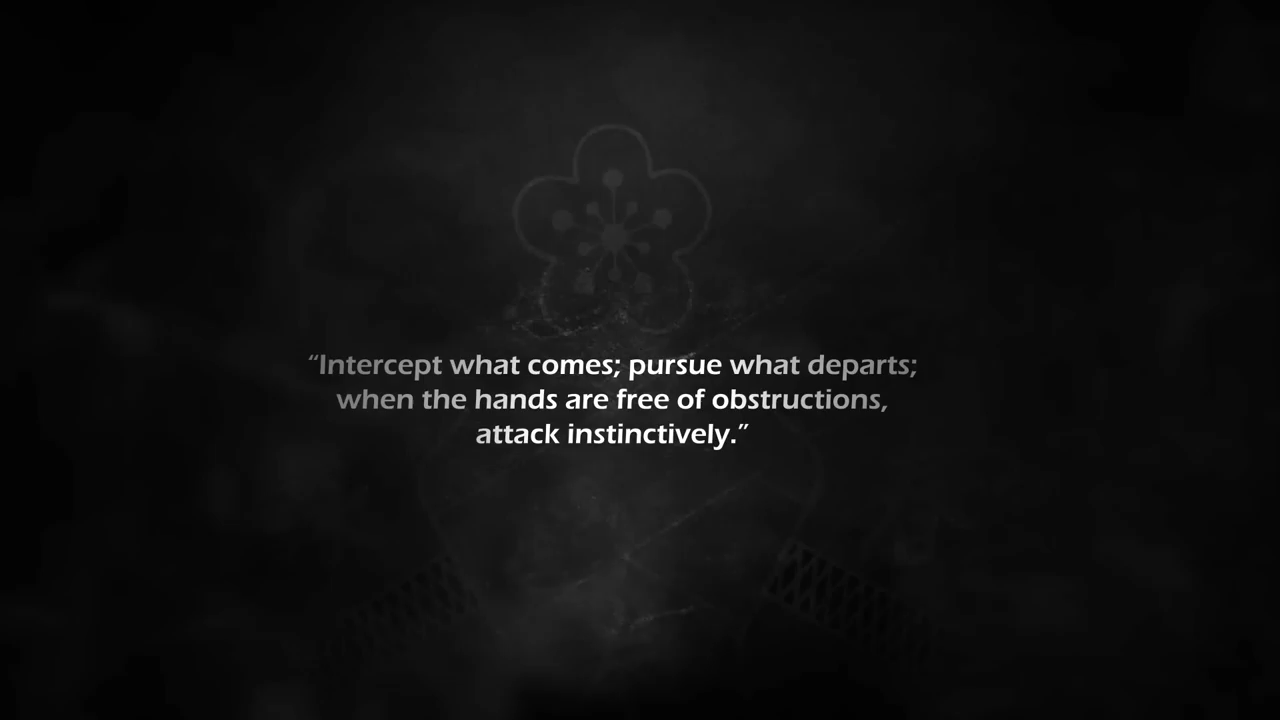 “Intercept what comes; pursue what departs;
when the hands are free of obstructions,
attack instinctively.”